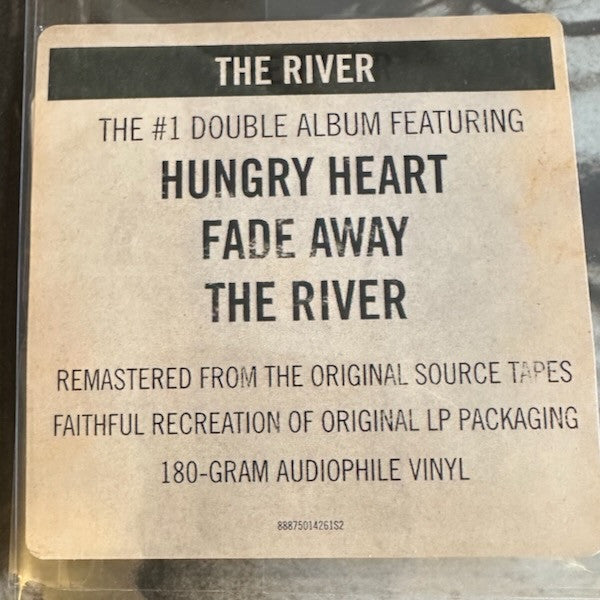 THE RIVER
THE #1 DOUBLE ALBUM FEATURING
HUNGRY HEART
FADE AWAY
THE RIVER
REMASTERED FROM THE ORIGINAL SOURCE TAPES
FAITHFUL RECREATION OF ORIGINAL LP PACKAGING
180-GRAM AUDIOPHILE VINYL
88875014261S2